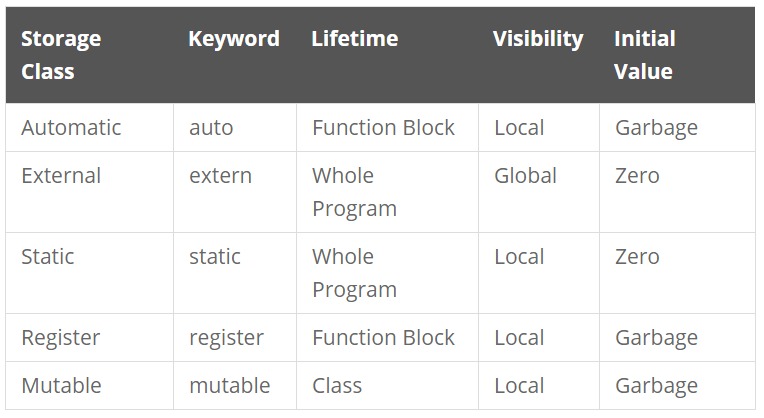 Storage Class Keyword Lifetime Visibility Initial Value
Automatic auto Function Block Local Garbage
External extern Whole Program Global Zero
Static static Whole Program Local Zero
Register register Function Block Local Garbage
Mutable mutable Class Local Garbage